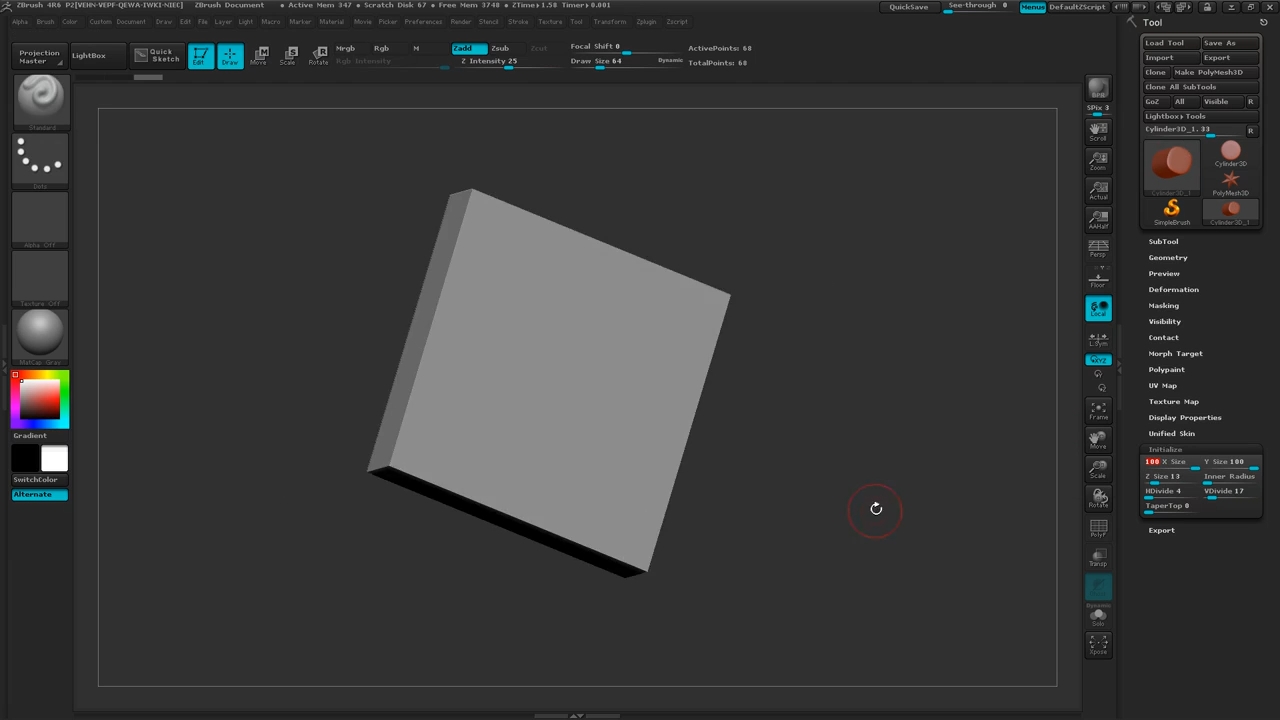 ZBrush 4R6 P2[VEHN-VEPF-QEWA-IWKI-NIEC] ZBrush Document • Active Mem 347 • Scratch Disk 67 • Free Mem 3748 • ZTime▸1.58 Timer▸0.001 QuickSave See-through 0 Menus DefaultZScript
Alpha Brush Color Custom Document Draw Edit File Layer Light Macro Marker Material Movie Picker Preferences Render Stencil Stroke Texture Tool Transform Zplugin Zscript
Projection Master
LightBox
Quick Sketch
Edit
Draw
Move
Scale
Rotate
Mrgb Rgb M
Rgb Intensity
Zadd Zsub Zcut
Z Intensity 25
Focal Shift 0
Draw Size 64 Dynamic
ActivePoints: 68
TotalPoints: 68
Standard
Dots
Alpha Off
Texture Off
MatCap Gray
Gradient
SwitchColor
Alternate
BPR
SPix 3
Scroll
Zoom
Actual
AAHalf
Persp
Floor
Local
L.Sym
XYZ
Frame
Move
Scale
Rotate
PolyF
Transp
Dynamic
Solo
Xpose
Tool
Load Tool Save As
Import Export
Clone Make PolyMesh3D
Clone All SubTools
GoZ All Visible R
Lightbox▸Tools
Cylinder3D_1. 33 R
Cylinder3D_1
Cylinder3D
PolyMesh3D
SimpleBrush
Cylinder3D_1
SubTool
Geometry
Preview
Deformation
Masking
Visibility
Contact
Morph Target
Polypaint
UV Map
Texture Map
Display Properties
Unified Skin
Initialize
100 X Size Y Size 100
Z Size 13 Inner Radius
HDivide 4 VDivide 17
TaperTop 0
Export